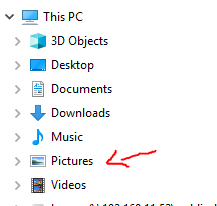 This PC
3D Objects
Desktop
Documents
Downloads
Music
Pictures
Videos